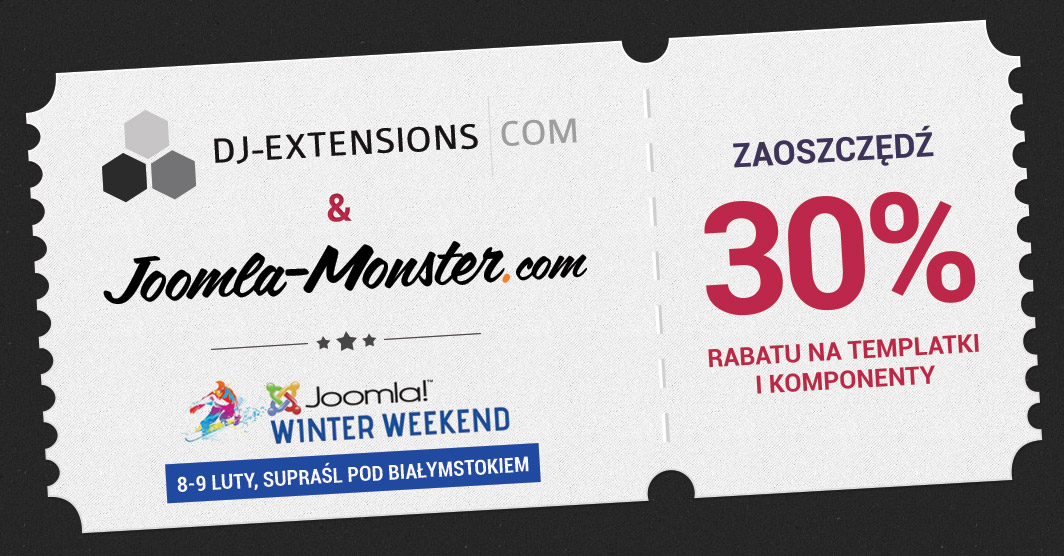 DJ-EXTENSIONS COM
&
Joomla-Monster.com
Joomla!™
WINTER WEEKEND
8-9 LUTY, SUPRAŚL POD BIAŁYMSTOKIEM
ZAOSZCZĘDŹ
30%
RABATU NA TEMPLATKI
I KOMPONENTY